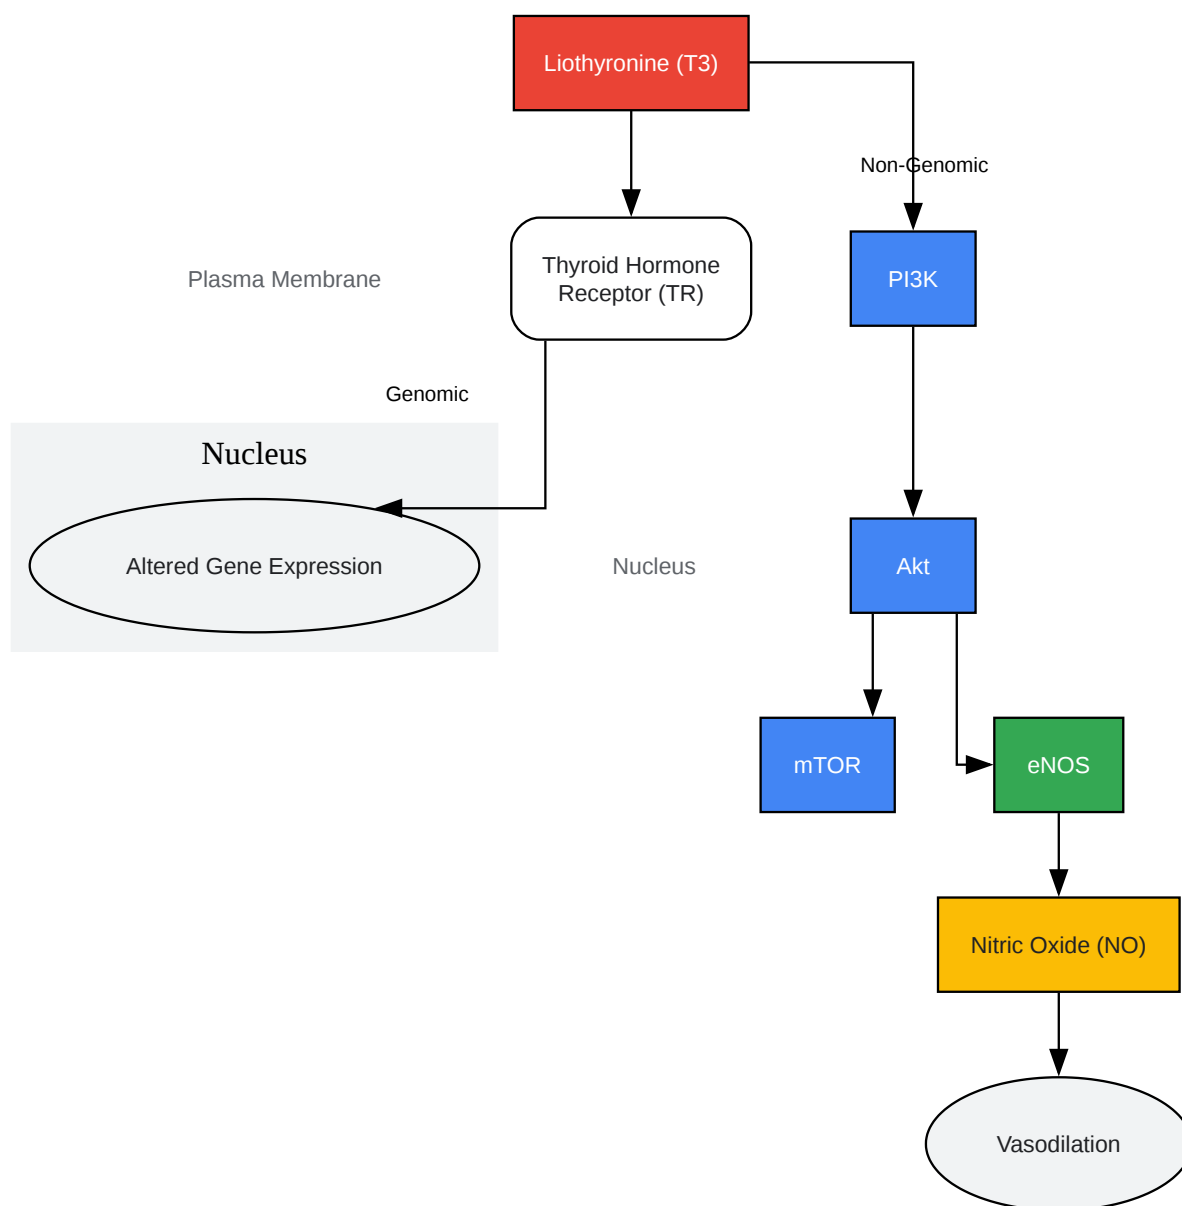 Liothyronine (T3)
Non-Genomic
Plasma Membrane
Thyroid Hormone
Receptor (TR)
PI3K
Genomic
Nucleus
Altered Gene Expression
Nucleus
Akt
mTOR
eNOS
Nitric Oxide (NO)
Vasodilation